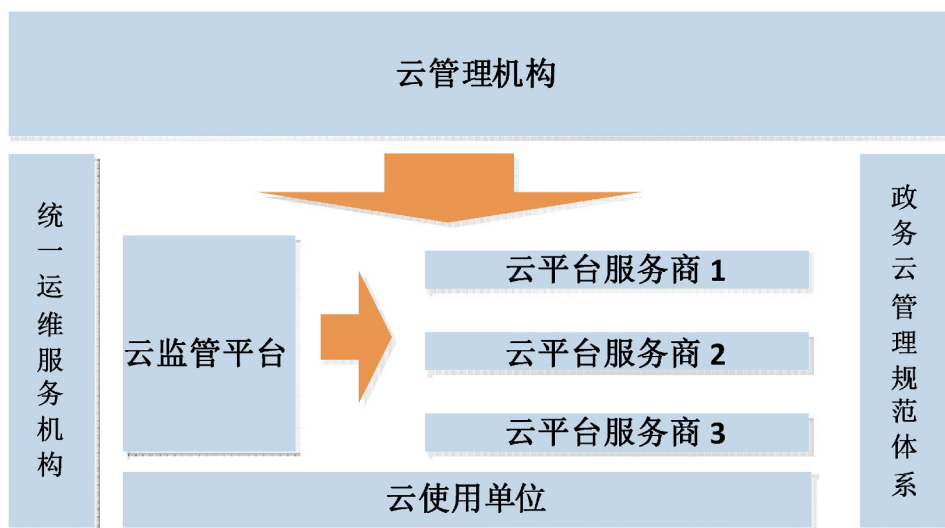 云管理机构
统一运维服务机构
政务云管理规范体系
云监管平台
云平台服务商 1
云平台服务商 2
云平台服务商 3
云使用单位